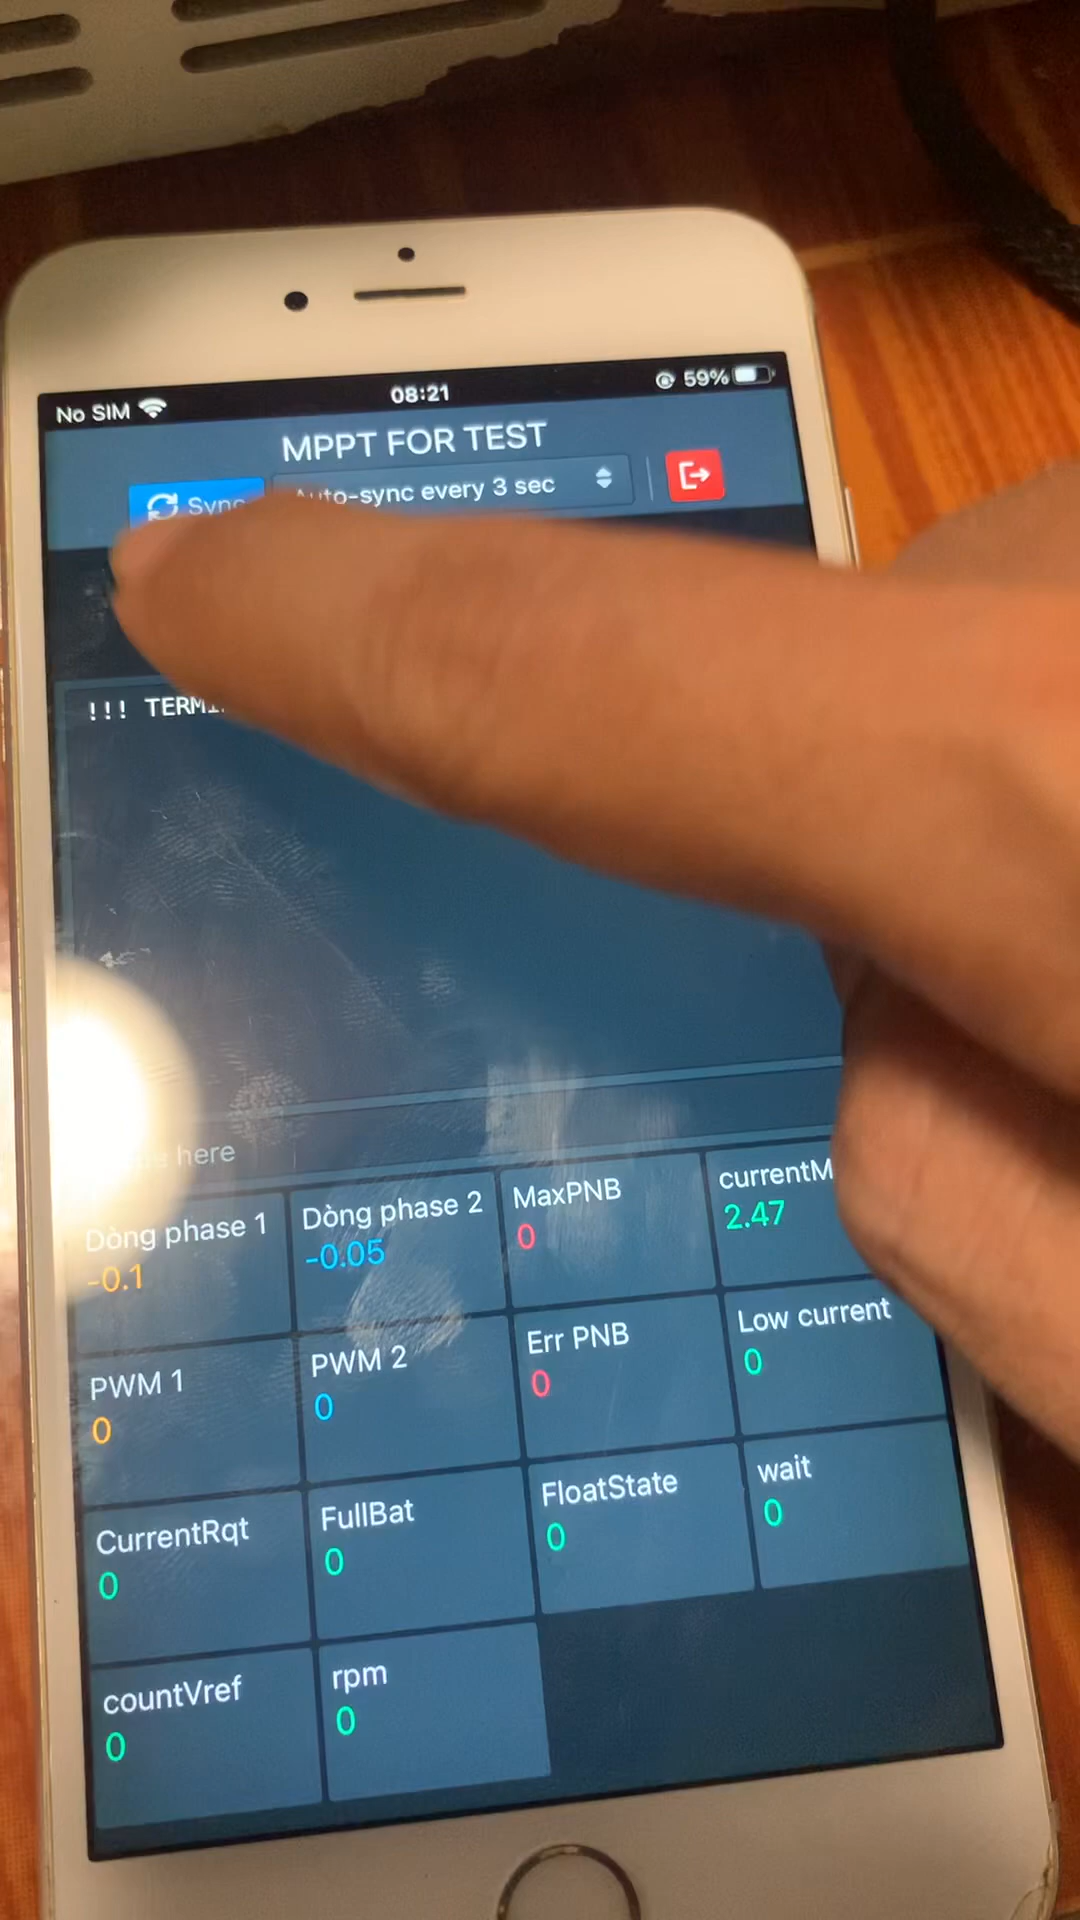 No SIM 08:21 59%
MPPT FOR TEST
Sync Auto-sync every 3 sec
!!!
here
Dòng phase 1 Dòng phase 2 MaxPNB
-0.1 -0.05 0 2.47
PWM 1 PWM 2 Err PNB Low current
0 0 0 0
CurrentRqt FullBat FloatState wait
0 0 0 0
countVref rpm
0 0